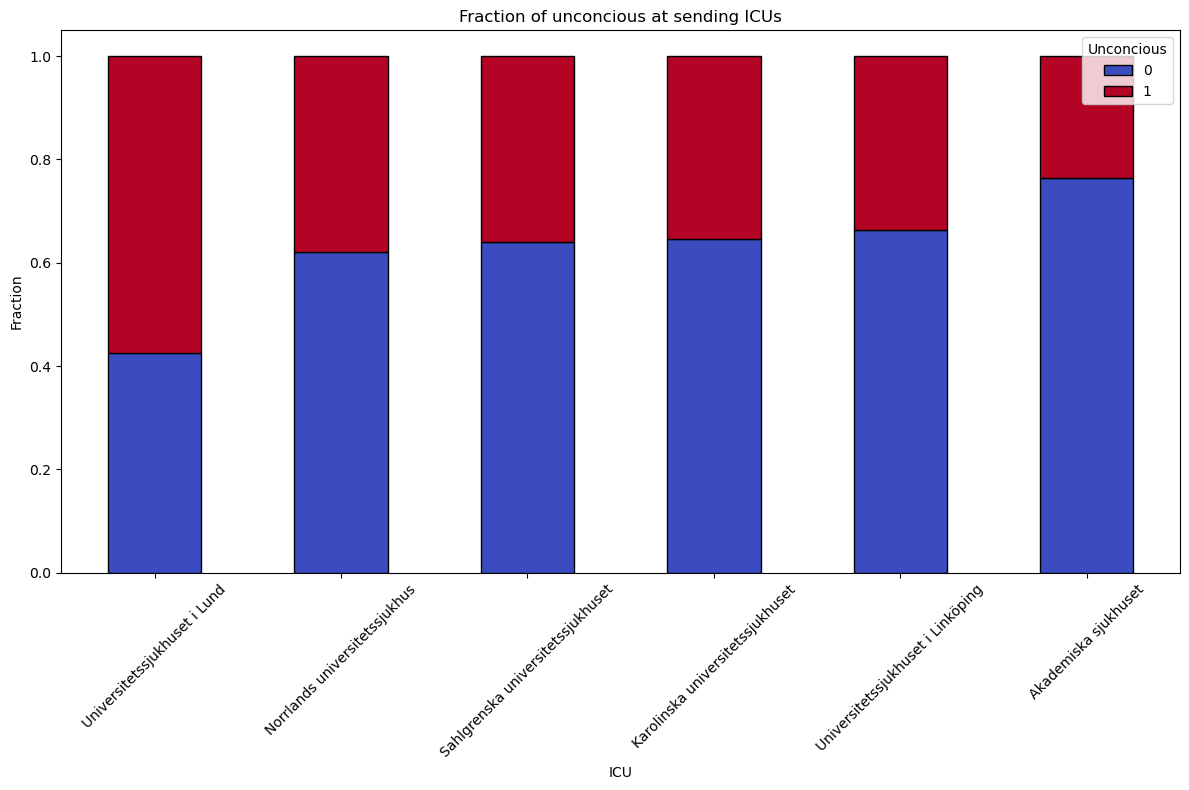 Fraction of unconcious at sending ICUs
Unconcious
0
1
Fraction
1.0
0.8
0.6
0.4
0.2
0.0
Universitetssjukhuset i Lund
Norrlands universitetssjukhus
Sahlgrenska universitetssjukhuset
Karolinska universitetssjukhuset
Universitetssjukhuset i Linköping
Akademiska sjukhuset
ICU